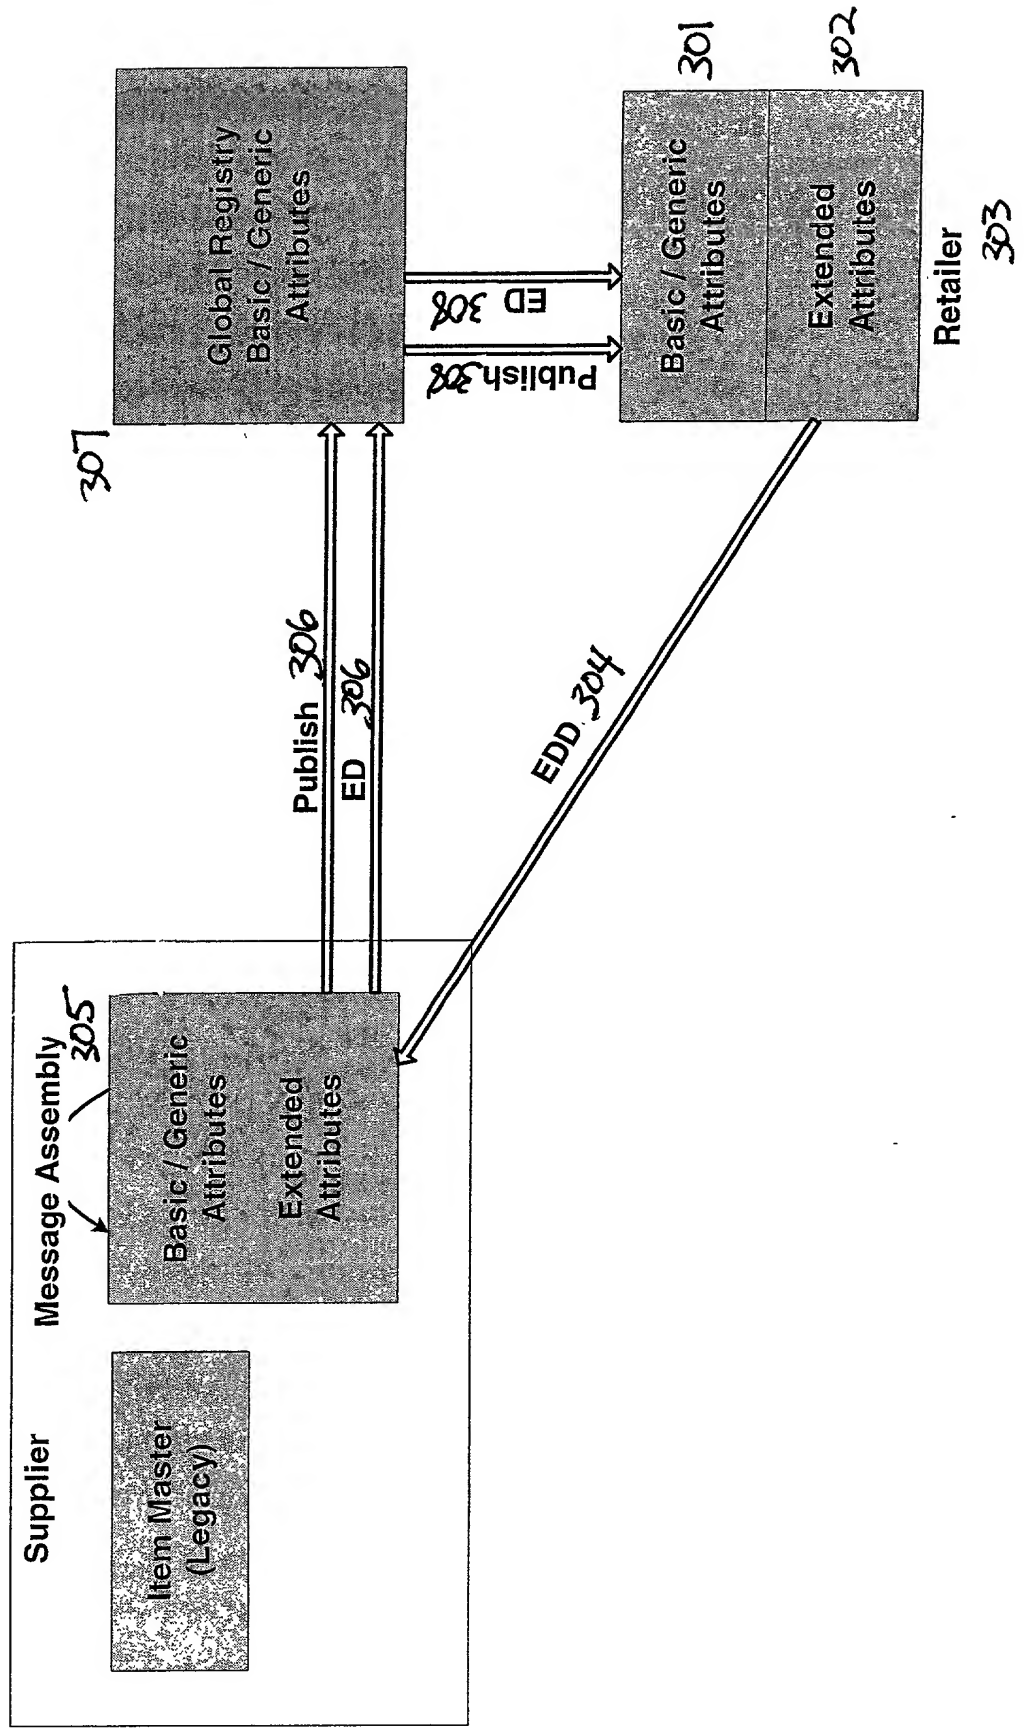 Supplier
Message Assembly
305
Item Master
(Legacy)
Basic / Generic
Attributes
Extended
Attributes
Publish 306
ED 306
EDD 304
307
Global Registry
Basic / Generic
Attributes
Publish 308
ED 308
Basic / Generic
Attributes
301
Extended
Attributes
302
Retailer
303